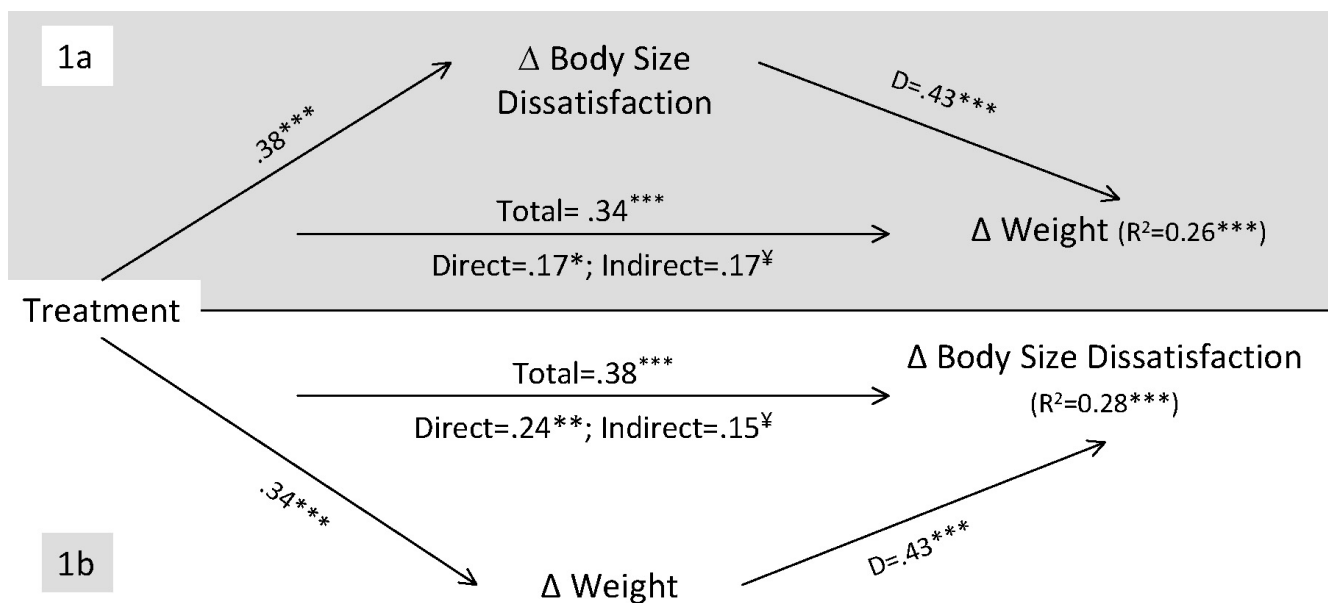 1a
Δ Body Size
Dissatisfaction
.38***
D=.43***
Total= .34***
Direct=.17*; Indirect=.17¥
Δ Weight (R²=0.26***)
Treatment
Total=.38***
Direct=.24**; Indirect=.15¥
Δ Body Size Dissatisfaction
(R²=0.28***)
.34***
D=.43***
1b
Δ Weight